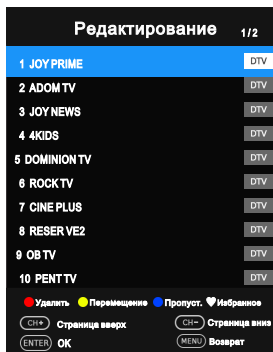 Редактирование 1/2
1 JOY PRIME DTV
2 ADOM TV DTV
3 JOY NEWS DTV
4 4KIDS DTV
5 DOMINION TV DTV
6 ROCK TV DTV
7 CINE PLUS DTV
8 RESER VE2 DTV
9 OB TV DTV
10 PENT TV DTV
Удалить Перемещение Пропуст. Избранное
CH+ Страница вверх CH- Страница вниз
ENTER OK MENU Возврат